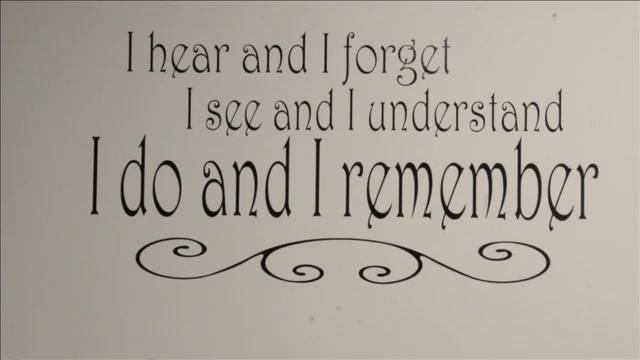 I hear and I forget
I see and I understand
I do and I remember